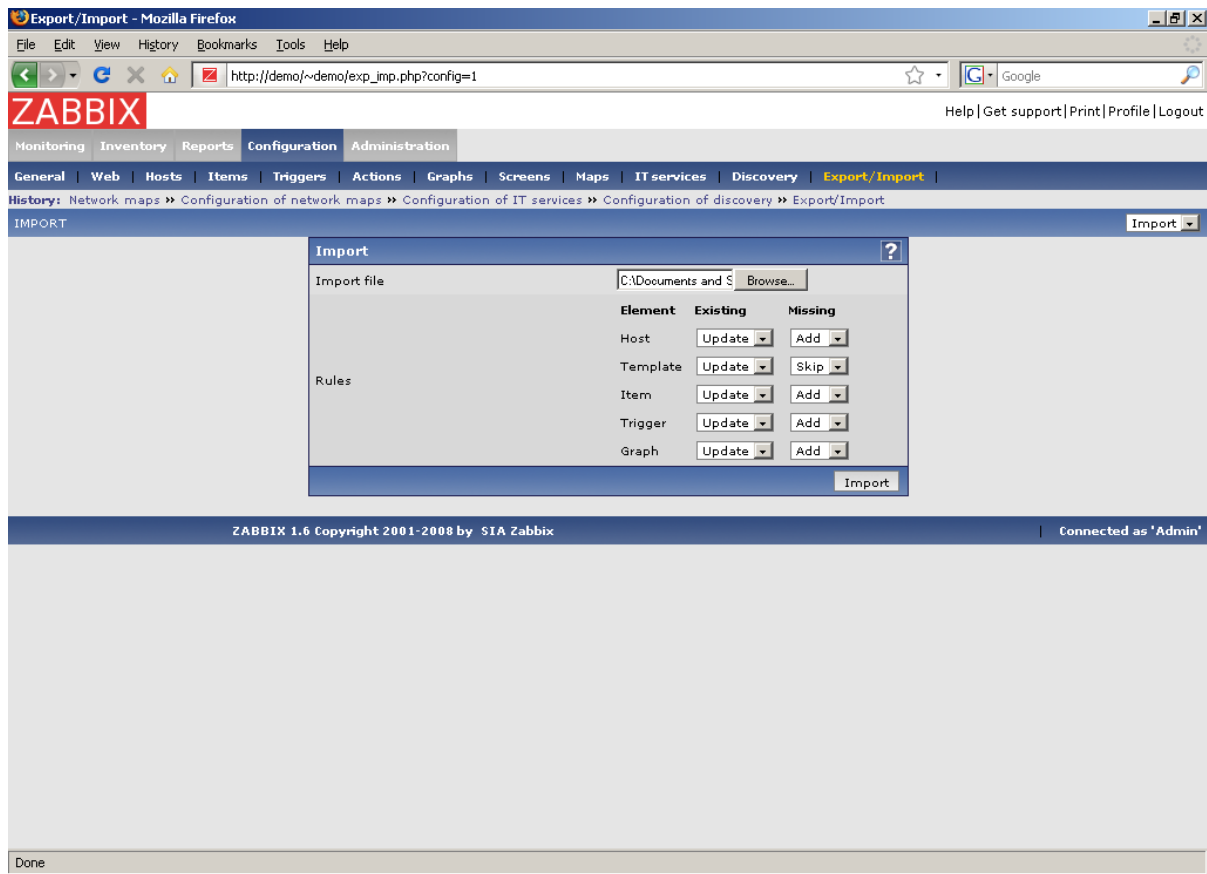 Export/Import - Mozilla Firefox
File Edit View History Bookmarks Tools Help
http://demo/~demo/exp_imp.php?config=1 Google
ZABBIX
Help|Get support|Print|Profile|Logout
Monitoring Inventory Reports Configuration Administration
General | Web | Hosts | Items | Triggers | Actions | Graphs | Screens | Maps | IT services | Discovery | Export/Import |
History: Network maps » Configuration of network maps » Configuration of IT services » Configuration of discovery » Export/Import
IMPORT Import
Import ?
Import file C:\Documents and S Browse...
Rules
Element Existing Missing
Host Update Add
Template Update Skip
Item Update Add
Trigger Update Add
Graph Update Add
Import
ZABBIX 1.6 Copyright 2001-2008 by SIA Zabbix | Connected as 'Admin'
Done